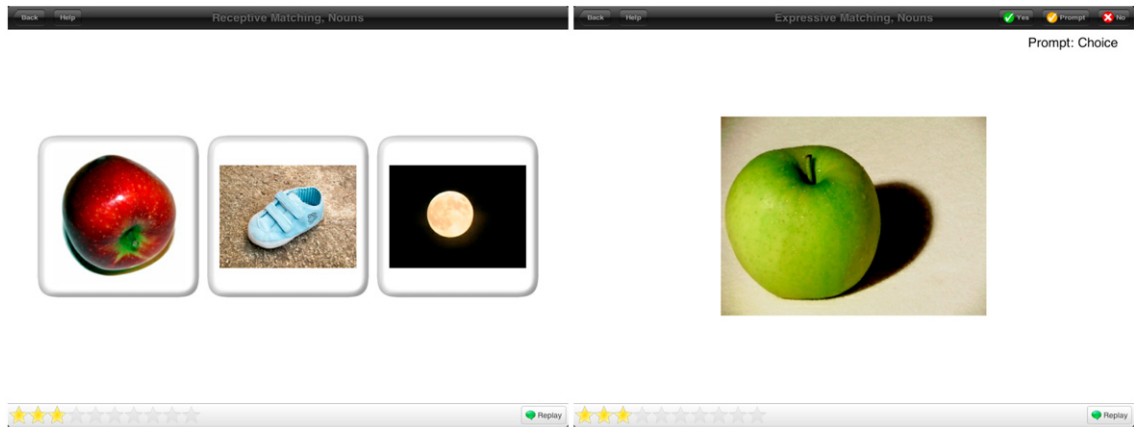 Back Help Receptive Matching, Nouns
Replay
Back Help Expressive Matching, Nouns Yes Prompt No
Prompt: Choice
Replay